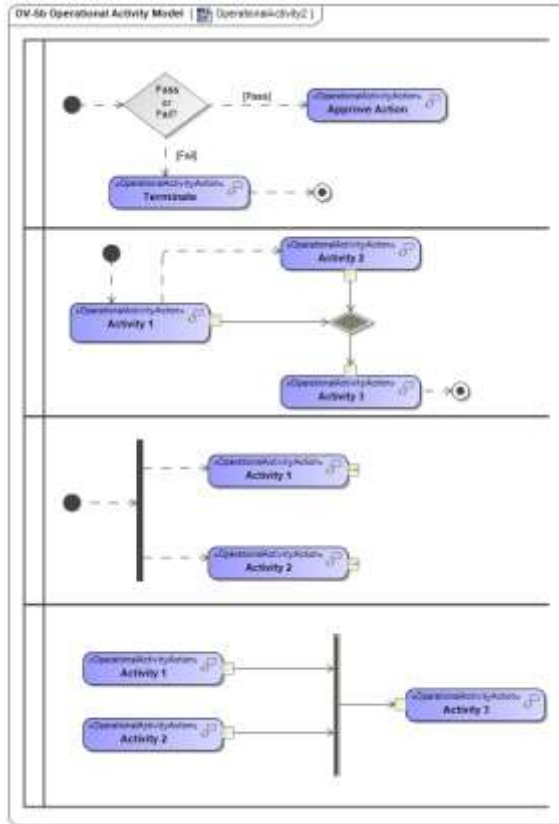 OV-5b Operational Activity Model [ OperationalActivity2 ]
Pass
or
Fail?
[Pass]
«OperationalActivityAction»
Approve Action
[Fail]
«OperationalActivityAction»
Terminate
«OperationalActivityAction»
Activity 2
«OperationalActivityAction»
Activity 1
«OperationalActivityAction»
Activity 3
«OperationalActivityAction»
Activity 1
«OperationalActivityAction»
Activity 2
«OperationalActivityAction»
Activity 1
«OperationalActivityAction»
Activity 3
«OperationalActivityAction»
Activity 2